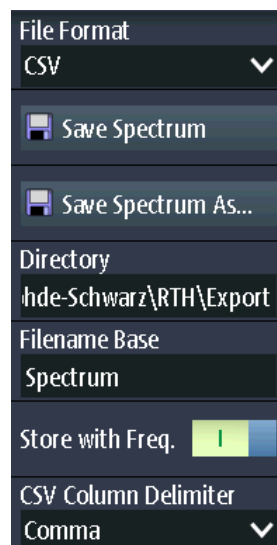 File Format
CSV
Save Spectrum
Save Spectrum As...
Directory
hde-Schwarz\RTH\Export
Filename Base
Spectrum
Store with Freq.
I
CSV Column Delimiter
Comma